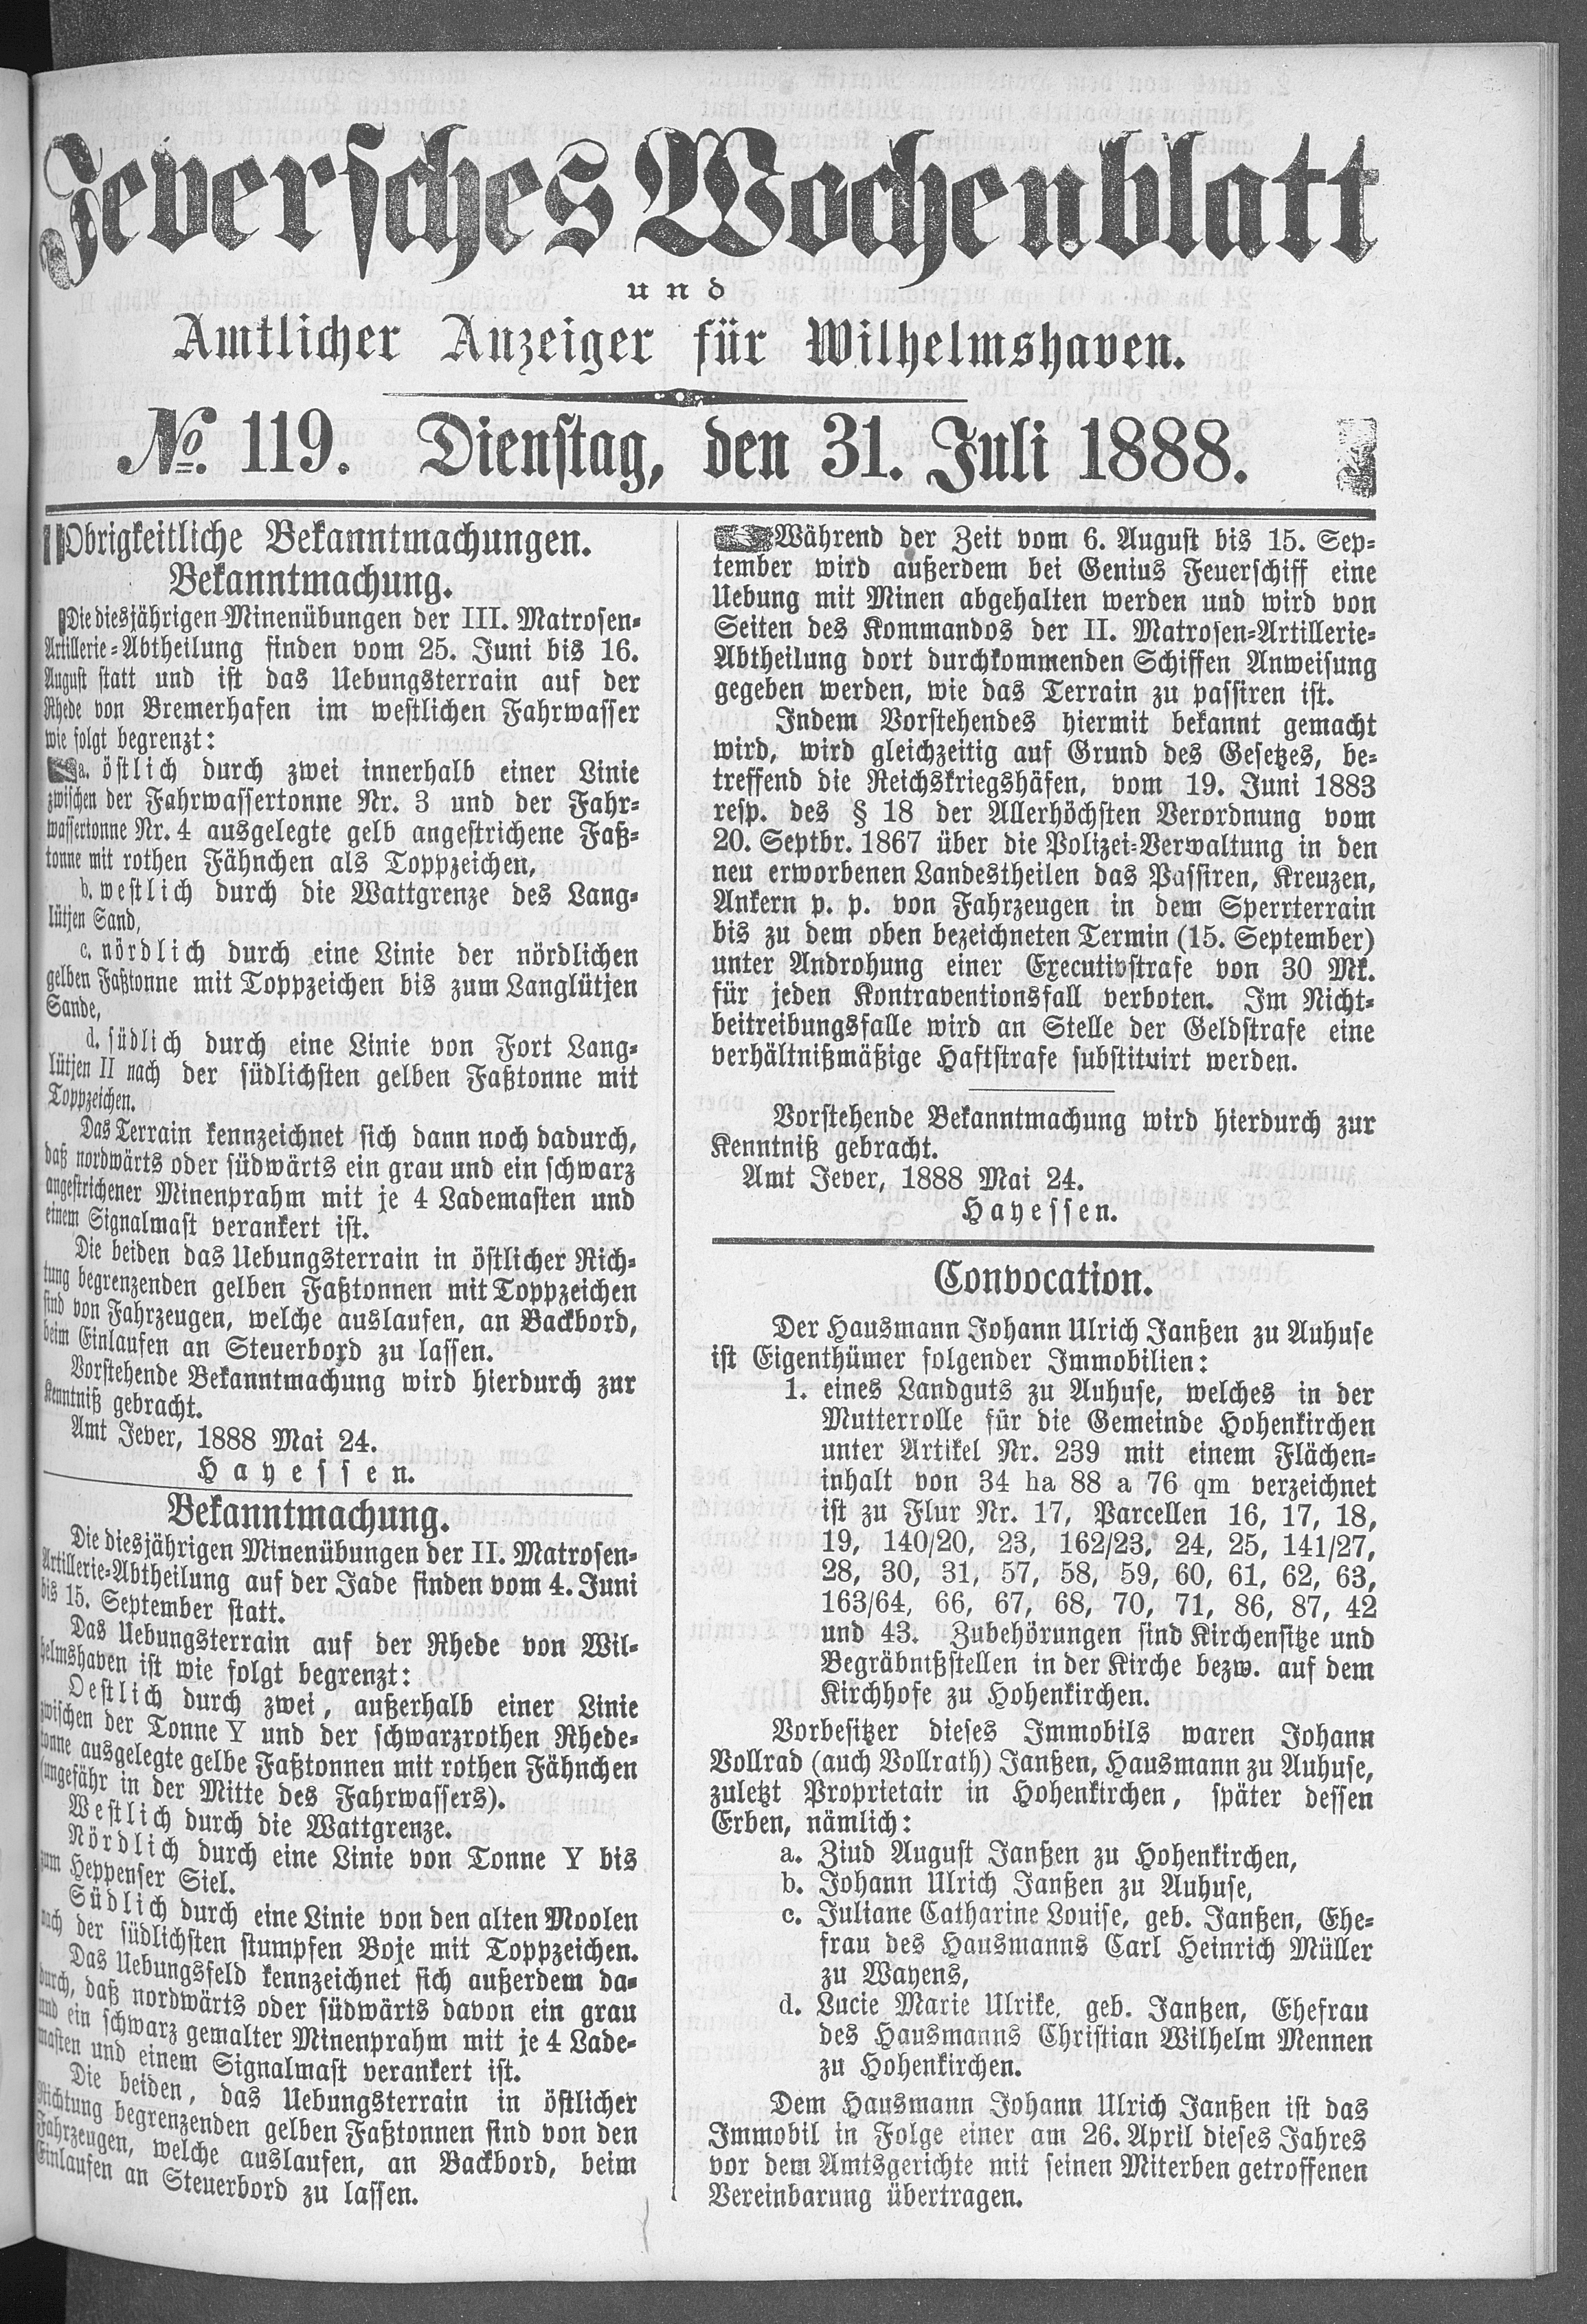 Jeversches Wochenblatt
und
Amtlicher Anzeiger für Wilhelmshaven.
No. 119. Dienstag, den 31. Juli 1888.
Obrigkeitliche Bekanntmachungen.
Bekanntmachung.
Die diesjährigen Minenübungen der III. Matrosen-
Artillerie-Abtheilung finden vom 25. Juni bis 16.
August statt und ist das Uebungsterrain auf der
Rhede von Bremerhafen im westlichen Fahrwasser
wie folgt begrenzt:
a. östlich durch zwei innerhalb einer Linie
zwischen der Fahrwassertonne Nr. 3 und der Fahr-
wassertonne Nr. 4 ausgelegte gelb angestrichene Faß-
tonne mit rothen Fähnchen als Toppzeichen,
b. westlich durch die Wattgrenze des Lang-
lütjen Sand,
c. nördlich durch eine Linie der nördlichen
gelben Faßtonne mit Toppzeichen bis zum Langlütjen
Sande,
d. südlich durch eine Linie von Fort Lang-
lütjen II nach der südlichsten gelben Faßtonne mit
Toppzeichen.
Das Terrain kennzeichnet sich dann noch dadurch,
daß nordwärts oder südwärts ein grau und ein schwarz
angestrichener Minenprahm mit je 4 Lademasten und
einem Signalmast verankert ist.
Die beiden das Uebungsterrain in östlicher Rich-
tung begrenzenden gelben Faßtonnen mit Toppzeichen
sind von Fahrzeugen, welche auslaufen, an Backbord,
beim Einlaufen an Steuerbord zu lassen.
Vorstehende Bekanntmachung wird hierdurch zur
Kenntniß gebracht.
Amt Jever, 1888 Mai 24.
Hayessen.
Bekanntmachung.
Die diesjährigen Minenübungen der II. Matrosen-
Artillerie-Abtheilung auf der Jade finden vom 4. Juni
bis 15. September statt.
Das Uebungsterrain auf der Rhede von Wil-
helmshaven ist wie folgt begrenzt:
Oestlich durch zwei, außerhalb einer Linie
zwischen der Tonne Y und der schwarzrothen Rhede-
tonne ausgelegte gelbe Faßtonnen mit rothen Fähnchen
(ungefähr in der Mitte des Fahrwassers).
Westlich durch die Wattgrenze.
Nördlich durch eine Linie von Tonne Y bis
zum Heppenser Siel.
Südlich durch eine Linie von den alten Moolen
nach der südlichsten stumpfen Boje mit Toppzeichen.
Das Uebungsfeld kennzeichnet sich außerdem da-
durch, daß nordwärts oder südwärts davon ein grau
und ein schwarz gemalter Minenprahm mit je 4 Lade-
masten und einem Signalmast verankert ist.
Die beiden, das Uebungsterrain in östlicher
Richtung begrenzenden gelben Faßtonnen sind von den
Fahrzeugen, welche auslaufen, an Backbord, beim
Einlaufen an Steuerbord zu lassen.
Während der Zeit vom 6. August bis 15. Sep-
tember wird außerdem bei Genius Feuerschiff eine
Uebung mit Minen abgehalten werden und wird von
Seiten des Kommandos der II. Matrosen-Artillerie-
Abtheilung dort durchkommenden Schiffen Anweisung
gegeben werden, wie das Terrain zu passiren ist.
Indem Vorstehendes hiermit bekannt gemacht
wird, wird gleichzeitig auf Grund des Gesetzes, be-
treffend die Reichskriegshäfen, vom 19. Juni 1883
resp. des § 18 der Allerhöchsten Verordnung vom
20. Septbr. 1867 über die Polizei-Verwaltung in den
neu erworbenen Landestheilen das Passiren, Kreuzen,
Ankern p. p. von Fahrzeugen in dem Sperrterrain
bis zu dem oben bezeichneten Termin (15. September)
unter Androhung einer Executivstrafe von 30 Mk.
für jeden Kontraventionsfall verboten. Im Nicht-
beitreibungsfalle wird an Stelle der Geldstrafe eine
verhältnißmäßige Haftstrafe substituirt werden.
Vorstehende Bekanntmachung wird hierdurch zur
Kenntniß gebracht.
Amt Jever, 1888 Mai 24.
Hayessen.
Convocation.
Der Hausmann Johann Ulrich Janßen zu Auhuse
ist Eigenthümer folgender Immobilien:
1. eines Landguts zu Auhuse, welches in der
Mutterrolle für die Gemeinde Hohenkirchen
unter Artikel Nr. 239 mit einem Flächen-
inhalt von 34 ha 88 a 76 qm verzeichnet
ist zu Flur Nr. 17, Parcellen 16, 17, 18,
19, 140/20, 23, 162/23, 24, 25, 141/27,
28, 30, 31, 57, 58, 59, 60, 61, 62, 63,
163/64, 66, 67, 68, 70, 71, 86, 87, 42
und 43. Zubehörungen sind Kirchensitze und
Begräbnißstellen in der Kirche bezw. auf dem
Kirchhofe zu Hohenkirchen.
Vorbesitzer dieses Immobils waren Johann
Vollrad (auch Vollrath) Janßen, Hausmann zu Auhuse,
zuletzt Proprietair in Hohenkirchen, später dessen
Erben, nämlich:
a. Ziud August Janßen zu Hohenkirchen,
b. Johann Ulrich Janßen zu Auhuse,
c. Juliane Catharine Louise, geb. Janßen, Ehe-
frau des Hausmanns Carl Heinrich Müller
zu Wayens,
d. Lucie Marie Ulrike, geb. Janßen, Ehefrau
des Hausmanns Christian Wilhelm Mennen
zu Hohenkirchen.
Dem Hausmann Johann Ulrich Janßen ist das
Immobil in Folge einer am 26. April dieses Jahres
vor dem Amtsgerichte mit seinen Miterben getroffenen
Vereinbarung übertragen.